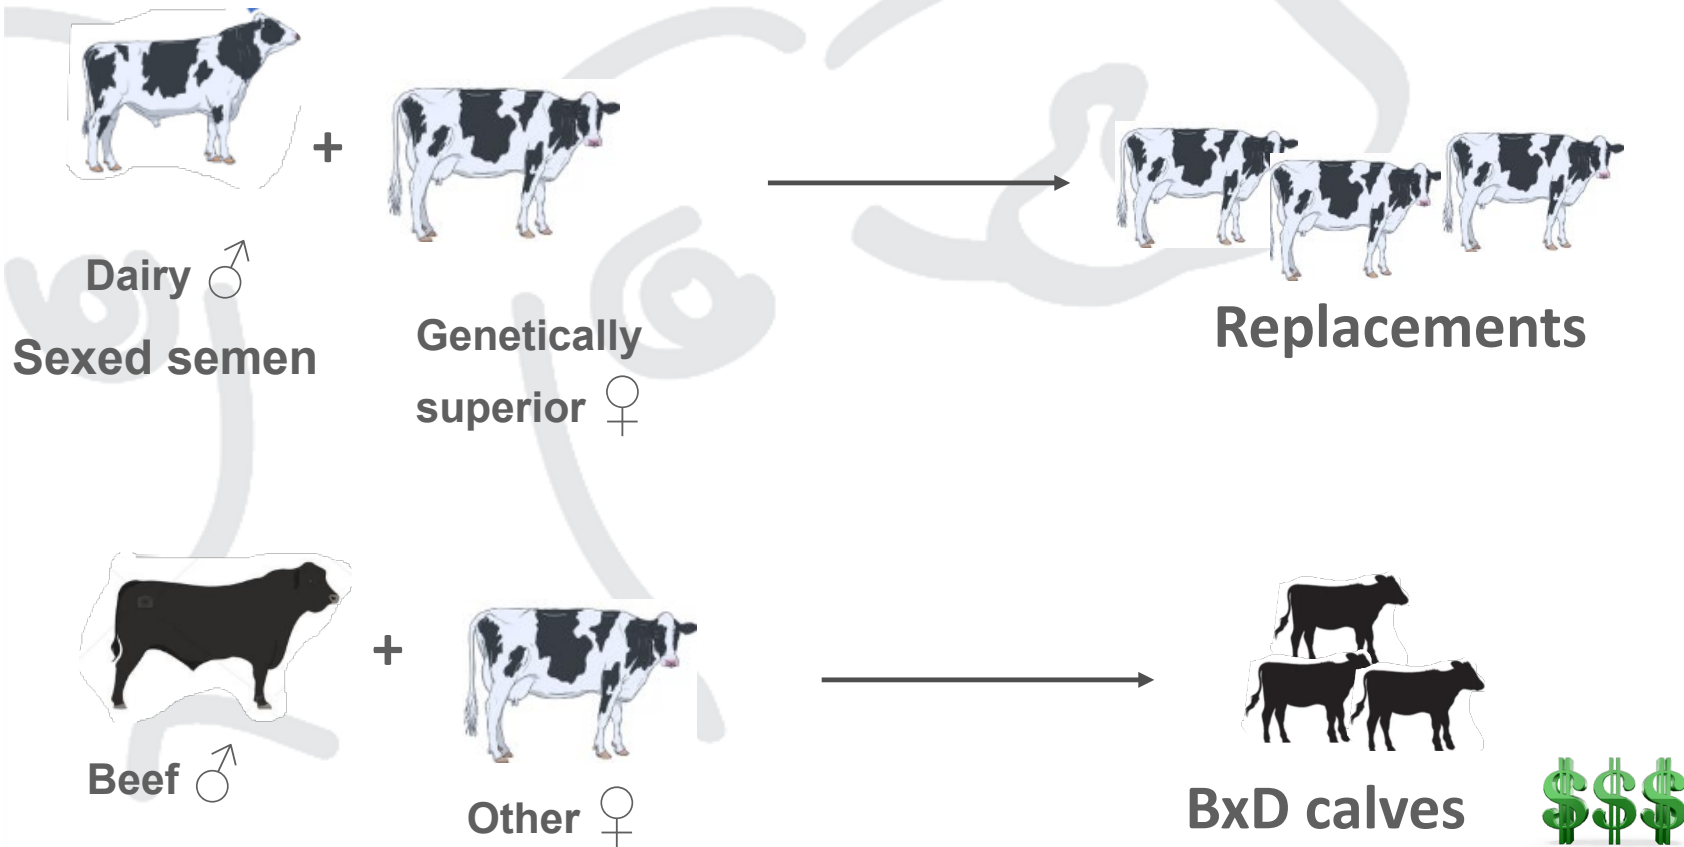 +
Dairy ♂
Sexed semen
Genetically
superior ♀
Replacements
+
Beef ♂
Other ♀
BxD calves
$$$